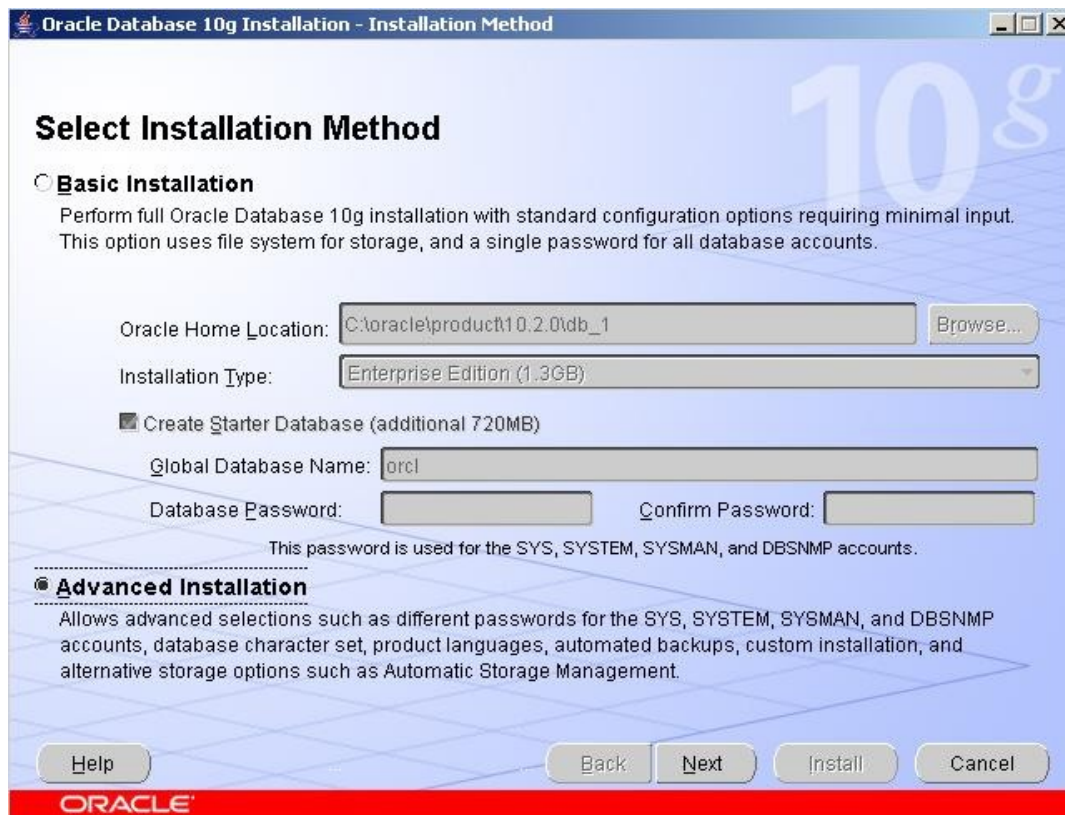 Oracle Database 10g Installation - Installation Method
10g
Select Installation Method
Basic Installation
Perform full Oracle Database 10g installation with standard configuration options requiring minimal input.
This option uses file system for storage, and a single password for all database accounts.
Oracle Home Location: C:\oracle\product\10.2.0\db_1 Browse...
Installation Type: Enterprise Edition (1.3GB)
Create Starter Database (additional 720MB)
Global Database Name: orcl
Database Password: Confirm Password:
This password is used for the SYS, SYSTEM, SYSMAN, and DBSNMP accounts.
Advanced Installation
Allows advanced selections such as different passwords for the SYS, SYSTEM, SYSMAN, and DBSNMP
accounts, database character set, product languages, automated backups, custom installation, and
alternative storage options such as Automatic Storage Management.
Help Back Next Install Cancel
ORACLE